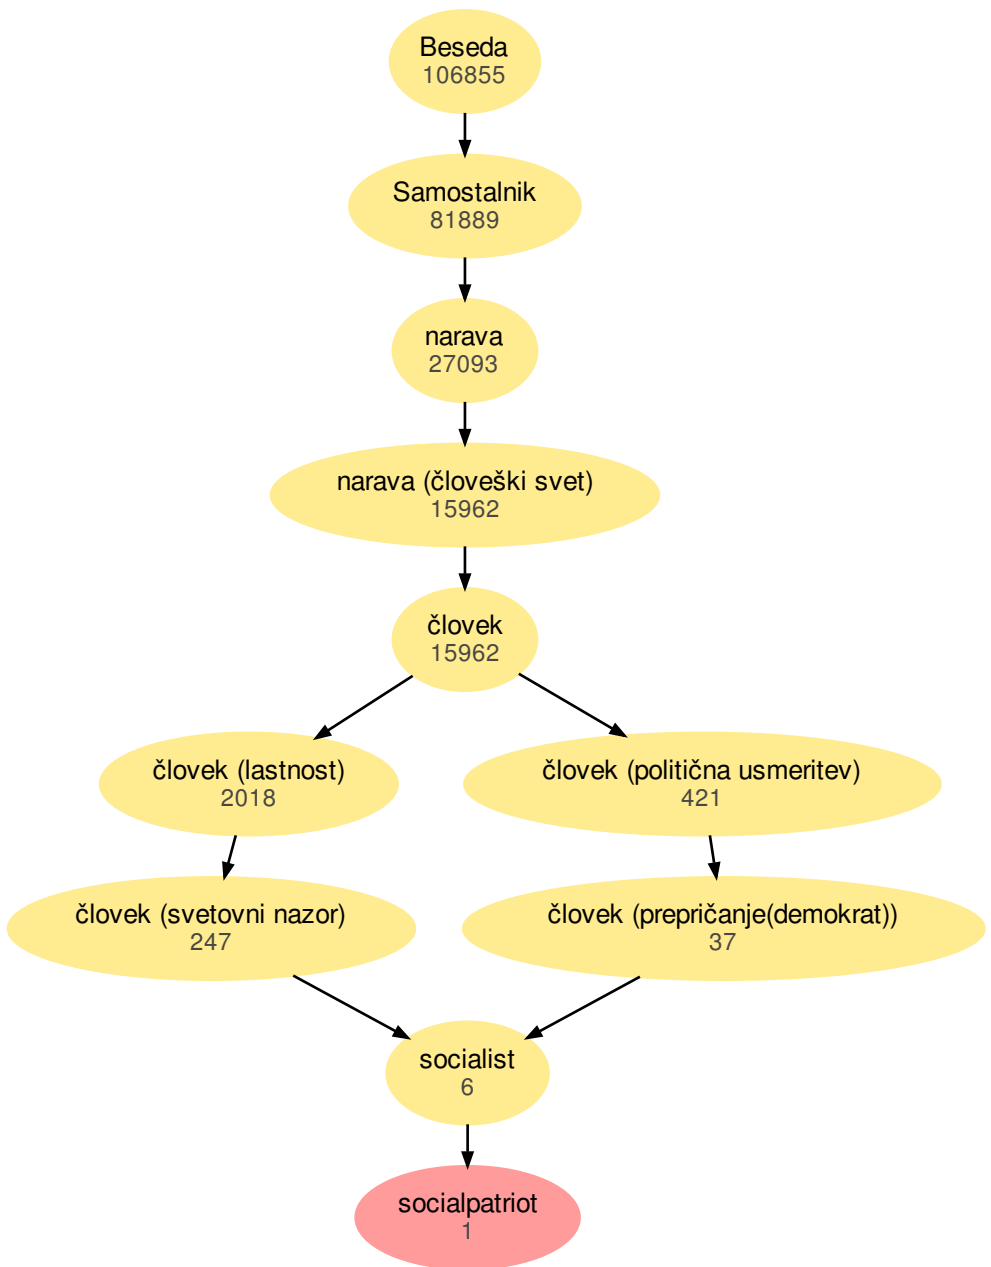 Beseda
106855
Samostalnik
81889
narava
27093
narava (človeški svet)
15962
človek
15962
človek (lastnost)
2018
človek (politična usmeritev)
421
človek (svetovni nazor)
247
človek (prepričanje(demokrat))
37
socialist
6
socialpatriot
1